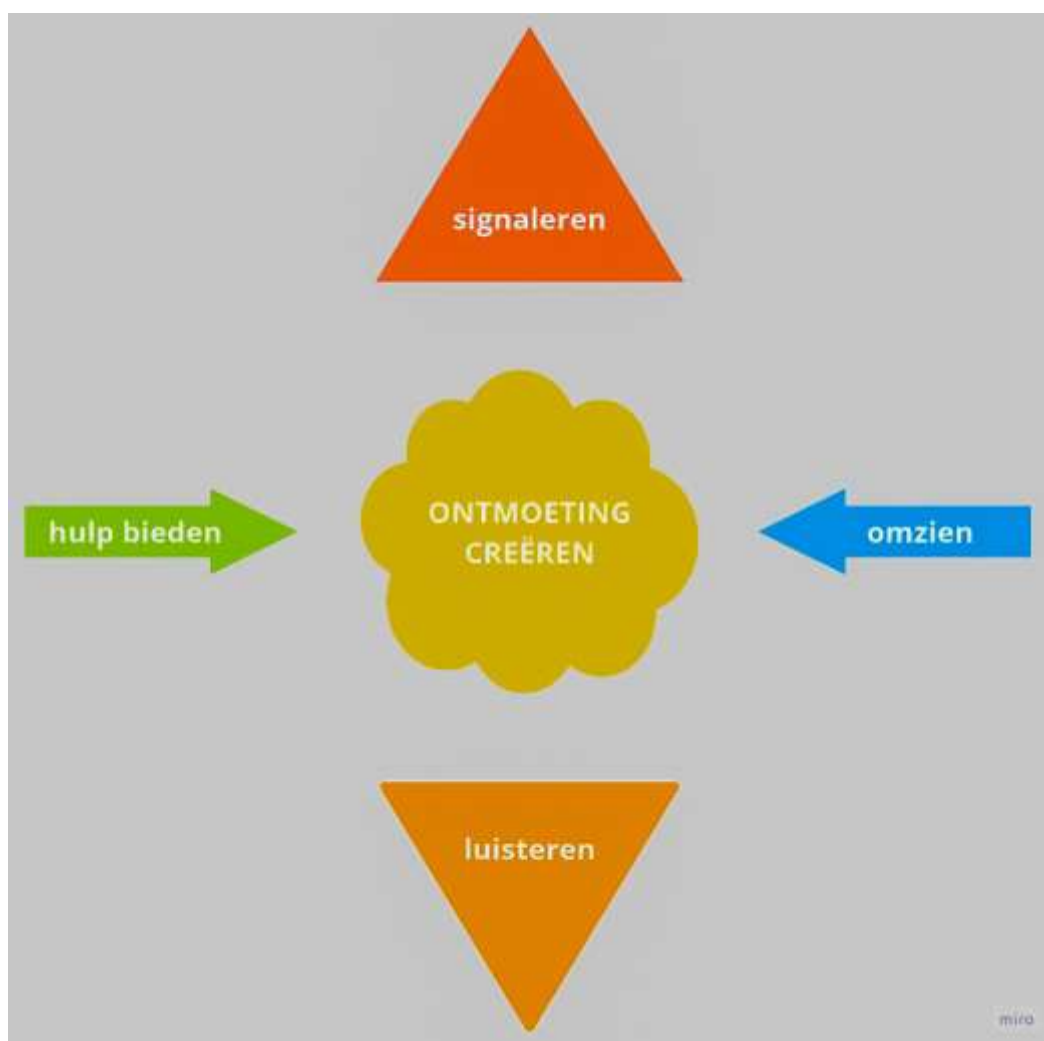 signaleren
ONTMOETING
CREËREN
hulp bieden
omzien
luisteren
miro